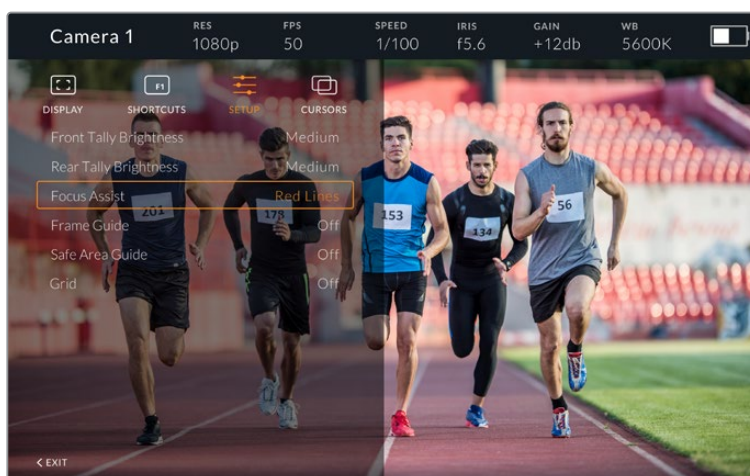 Camera 1
RES
1080p
FPS
50
SPEED
1/100
IRIS
f5.6
GAIN
+12db
WB
5600K
F1
DISPLAY
SHORTCUTS
SETUP
CURSORS
Front Tally Brightness Medium
Rear Tally Brightness Medium
Focus Assist Red Lines
Frame Guide Off
Safe Area Guide Off
Grid Off
201
178
153
134
56
< EXIT